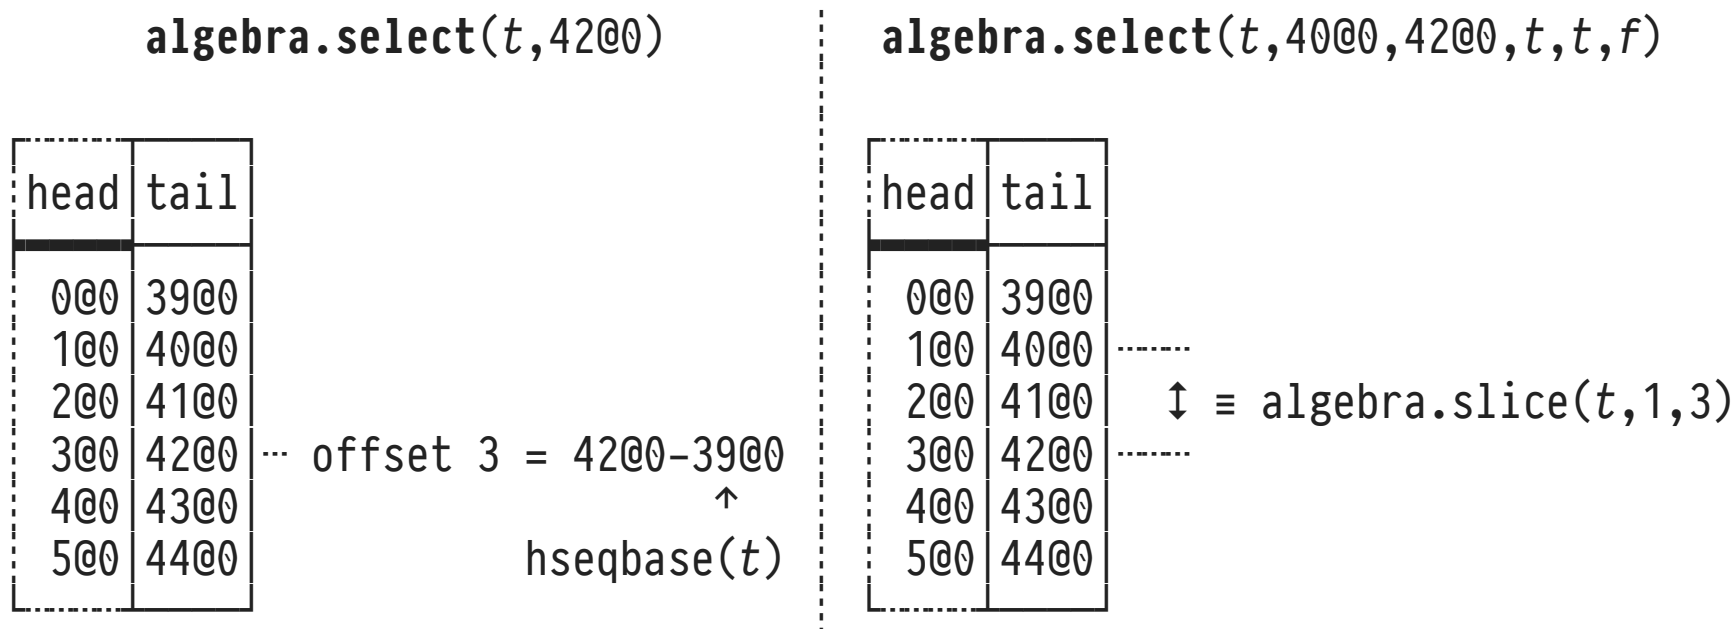 algebra.select(t,42@0)
head tail
0@0 39@0
1@0 40@0
2@0 41@0
3@0 42@0 offset 3 = 42@0–39@0
4@0 43@0 ↑
5@0 44@0 hseqbase(t)
algebra.select(t,40@0,42@0,t,t,f)
head tail
0@0 39@0
1@0 40@0
2@0 41@0 ↕ ≡ algebra.slice(t,1,3)
3@0 42@0
4@0 43@0
5@0 44@0